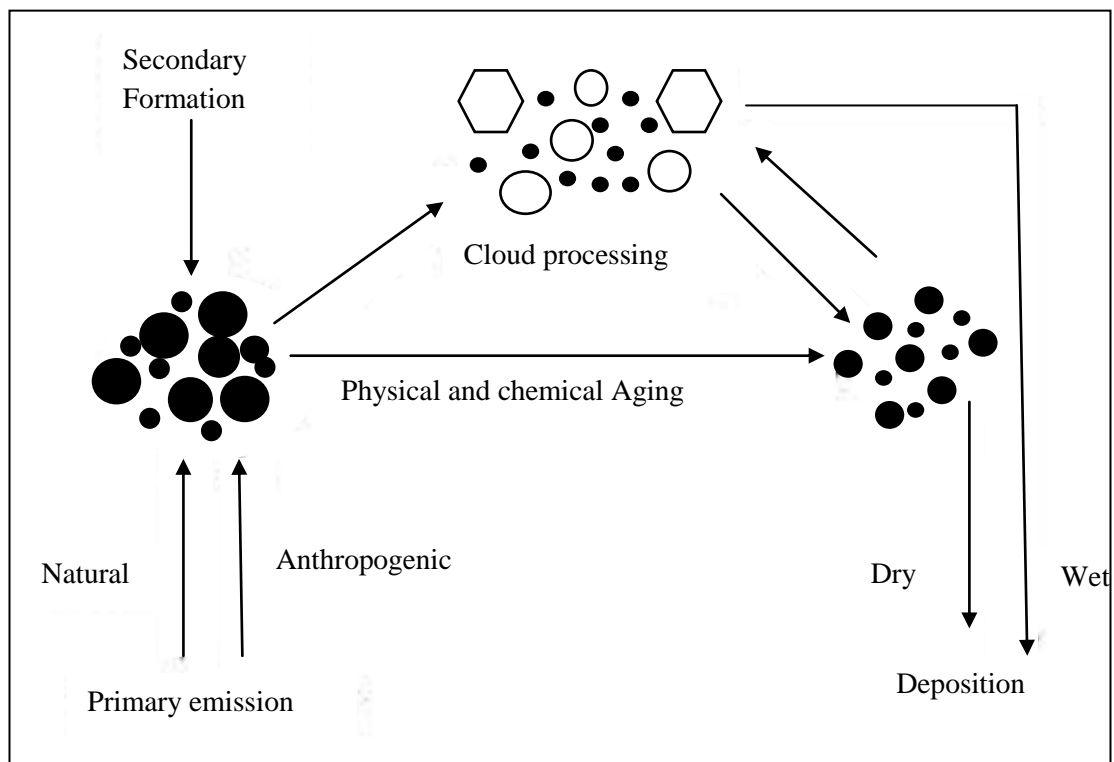 Secondary
Formation
Cloud processing
Physical and chemical Aging
Natural
Anthropogenic
Dry
Wet
Primary emission
Deposition